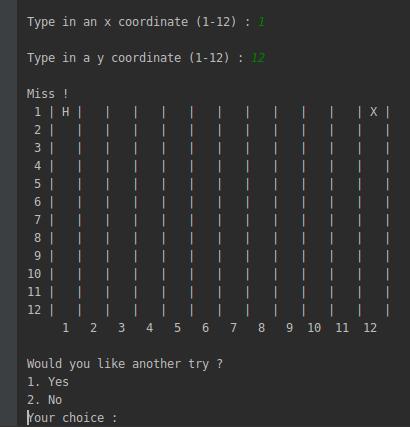 Type in an x coordinate (1-12) : 1
Type in a y coordinate (1-12) : 12
Miss !
 1 | H |   |   |   |   |   |   |   |   |   |   | X |
 2 |   |   |   |   |   |   |   |   |   |   |   |   |
 3 |   |   |   |   |   |   |   |   |   |   |   |   |
 4 |   |   |   |   |   |   |   |   |   |   |   |   |
 5 |   |   |   |   |   |   |   |   |   |   |   |   |
 6 |   |   |   |   |   |   |   |   |   |   |   |   |
 7 |   |   |   |   |   |   |   |   |   |   |   |   |
 8 |   |   |   |   |   |   |   |   |   |   |   |   |
 9 |   |   |   |   |   |   |   |   |   |   |   |   |
10 |   |   |   |   |   |   |   |   |   |   |   |   |
11 |   |   |   |   |   |   |   |   |   |   |   |   |
12 |   |   |   |   |   |   |   |   |   |   |   |   |
     1   2   3   4   5   6   7   8   9  10  11  12
Would you like another try ?
1. Yes
2. No
Your choice :